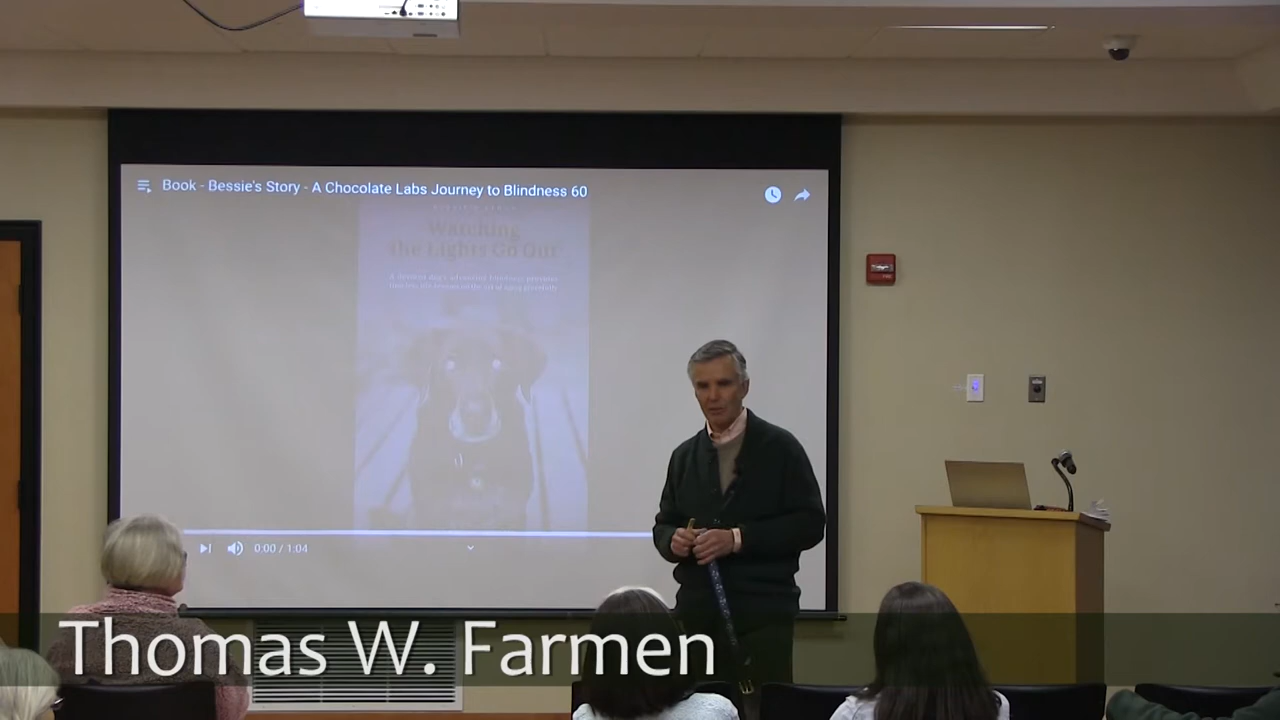 Book - Bessie's Story - A Chocolate Labs Journey to Blindness 60
Watching
the Lights Go Out
0:00 / 1:04
Thomas W. Farmen